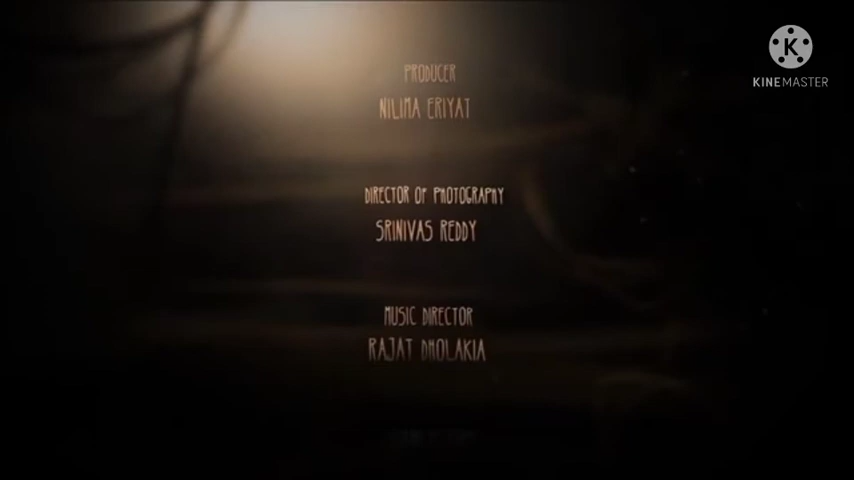 PRODUCER
NILIMA ERIYAT
DIRECTOR OF PHOTOGRAPHY
SRINIVAS REDDY
MUSIC DIRECTOR
RAJAT DHOLAKIA
K
KINEMASTER